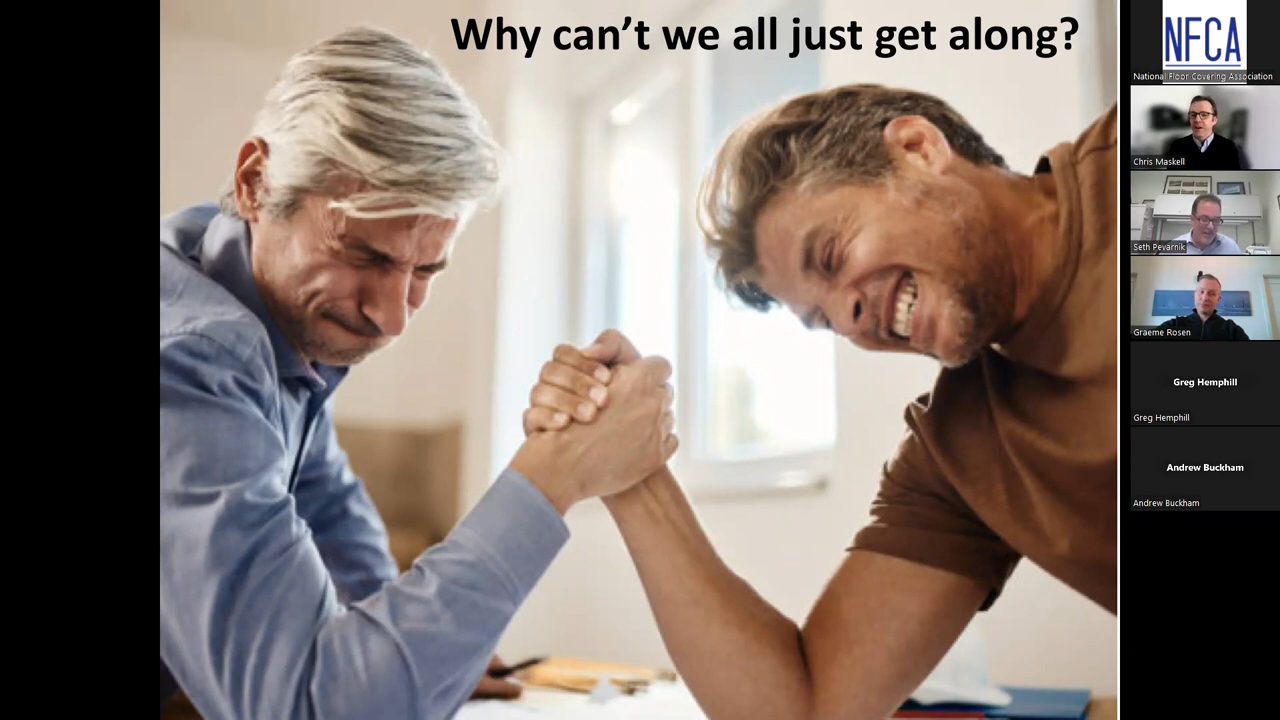 Why can't we all just get along?
NFCA
National Floor Covering Association
Chris Maskell
Seth Pevarnik
Graeme Rosen
Greg Hemphill
Greg Hemphill
Andrew Buckham
Andrew Buckham